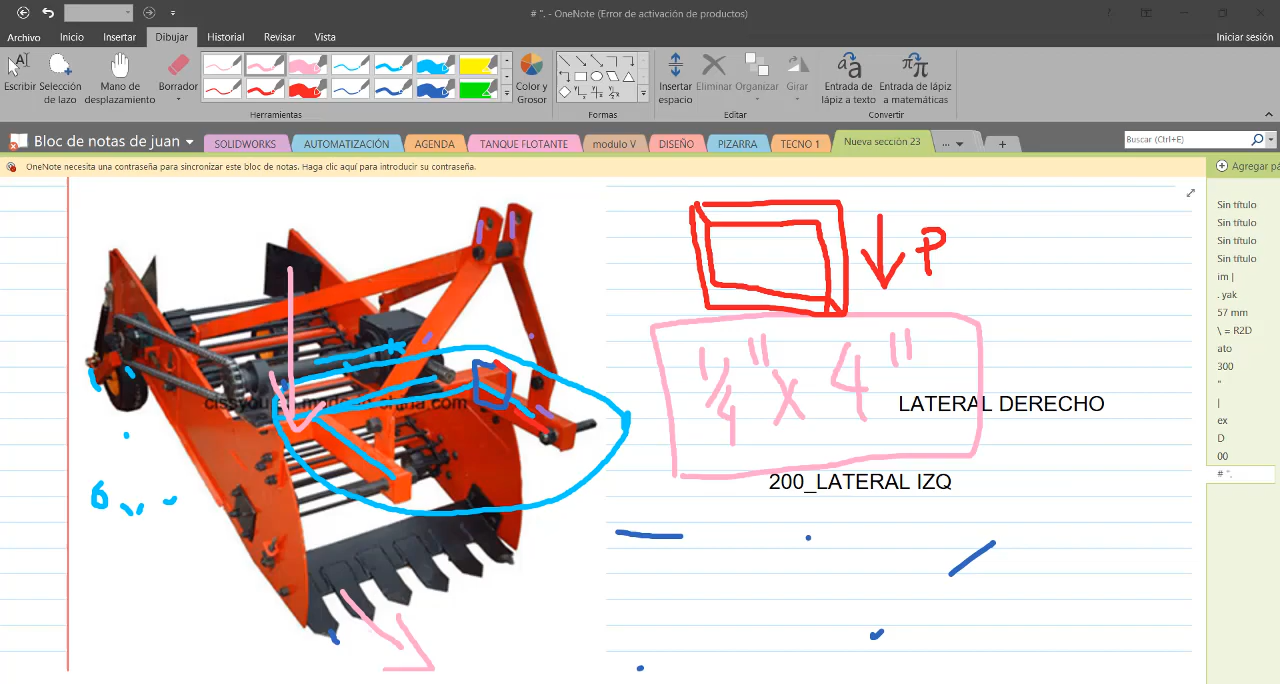 # ", - OneNote (Error de activación de productos)
Archivo Inicio Insertar Dibujar Historial Revisar Vista Iniciar sesión
Escribir Selección de lazo Mano de desplazamiento Borrador Color y Grosor Insertar espacio Eliminar Organizar Girar Entrada de lápiz a texto Entrada de lápiz a matemáticas
Herramientas Formas Editar Convertir
Bloc de notas de juan SOLIDWORKS AUTOMATIZACIÓN AGENDA TANQUE FLOTANTE modulo V DISEÑO PIZARRA TECNO 1 Nueva sección 23 ... + Buscar (Ctrl+E)
OneNote necesita una contraseña para sincronizar este bloc de notas. Haga clic aquí para introducir su contraseña.
Agregar pá
Sin título
Sin título
Sin título
Sin título
im |
. yak
57 mm
\ = R2D
ato
300
"
|
ex
D
00
# ",
P
1/4" x 4"
LATERAL DERECHO
200_LATERAL IZQ